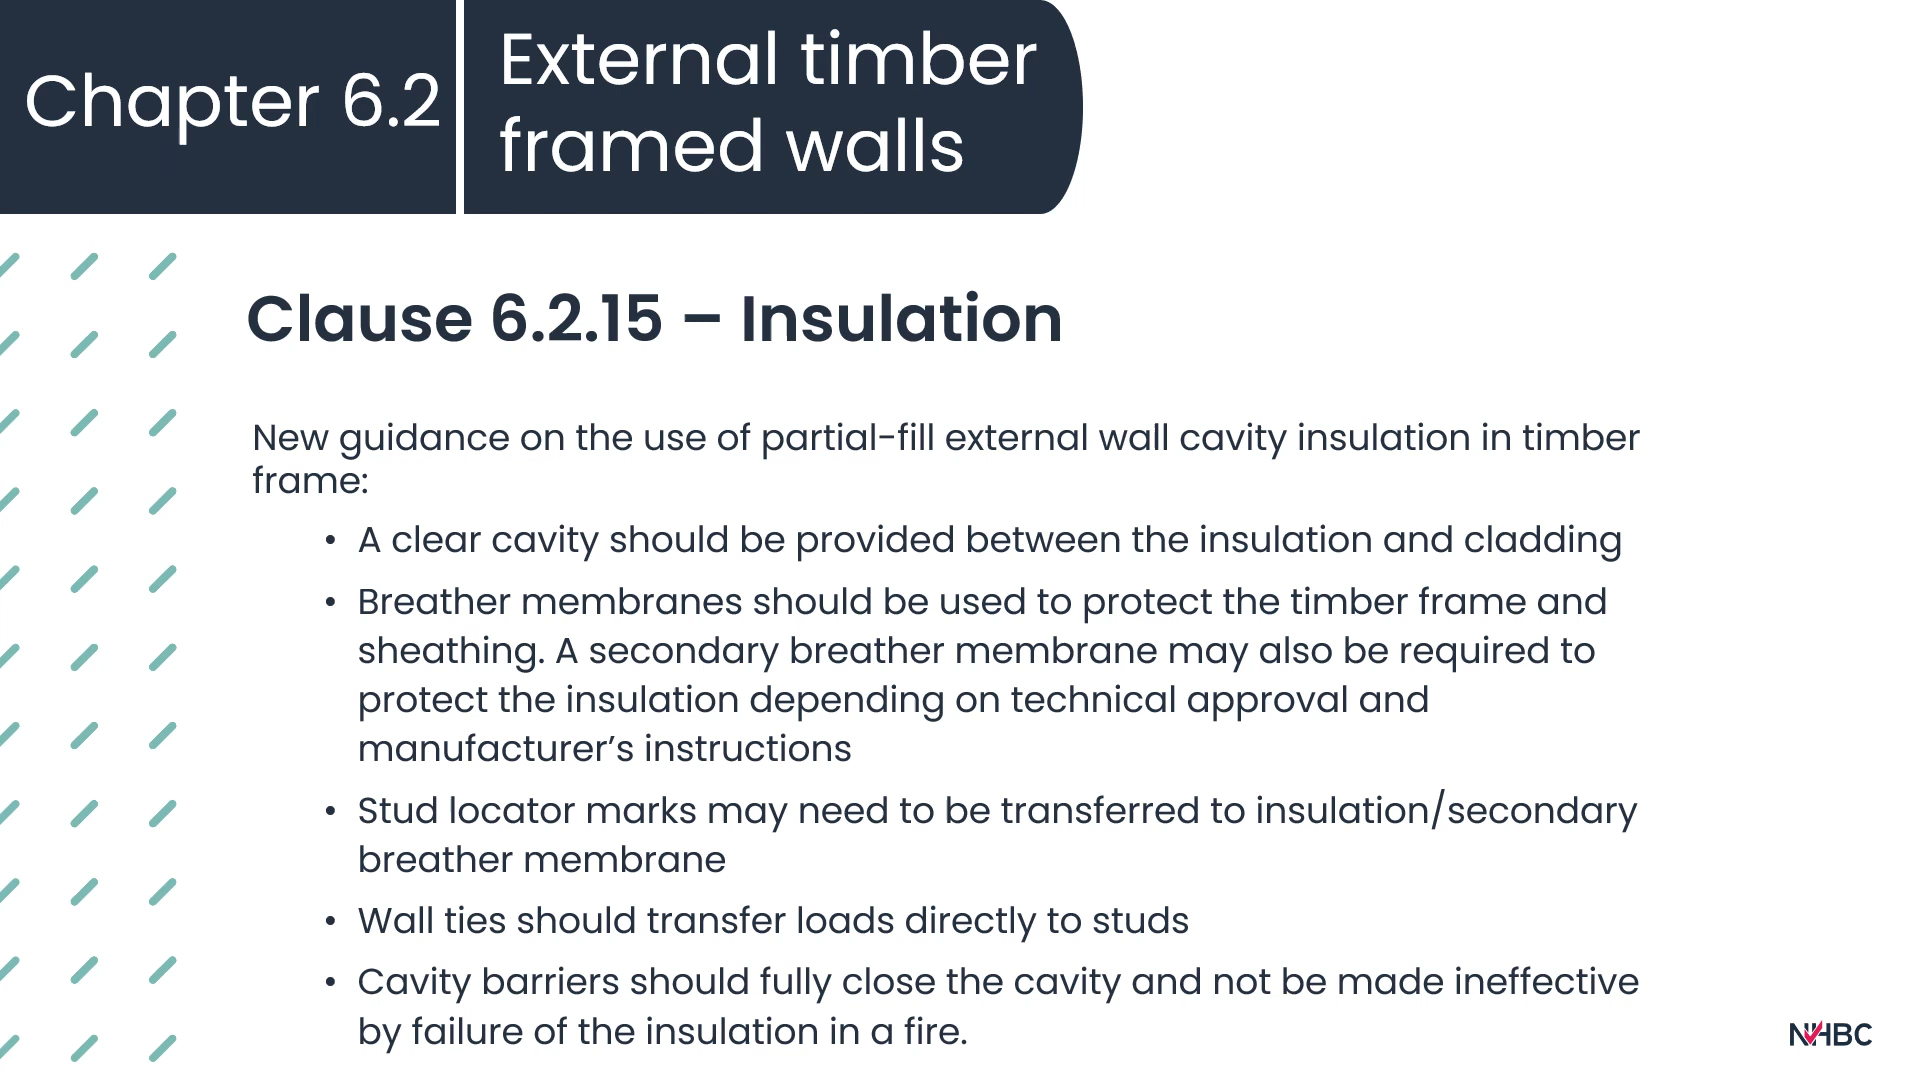 Chapter 6.2
External timber
framed walls
Clause 6.2.15 – Insulation
New guidance on the use of partial-fill external wall cavity insulation in timber
frame:
• A clear cavity should be provided between the insulation and cladding
• Breather membranes should be used to protect the timber frame and
sheathing. A secondary breather membrane may also be required to
protect the insulation depending on technical approval and
manufacturer’s instructions
• Stud locator marks may need to be transferred to insulation/secondary
breather membrane
• Wall ties should transfer loads directly to studs
• Cavity barriers should fully close the cavity and not be made ineffective
by failure of the insulation in a fire.
NHBC